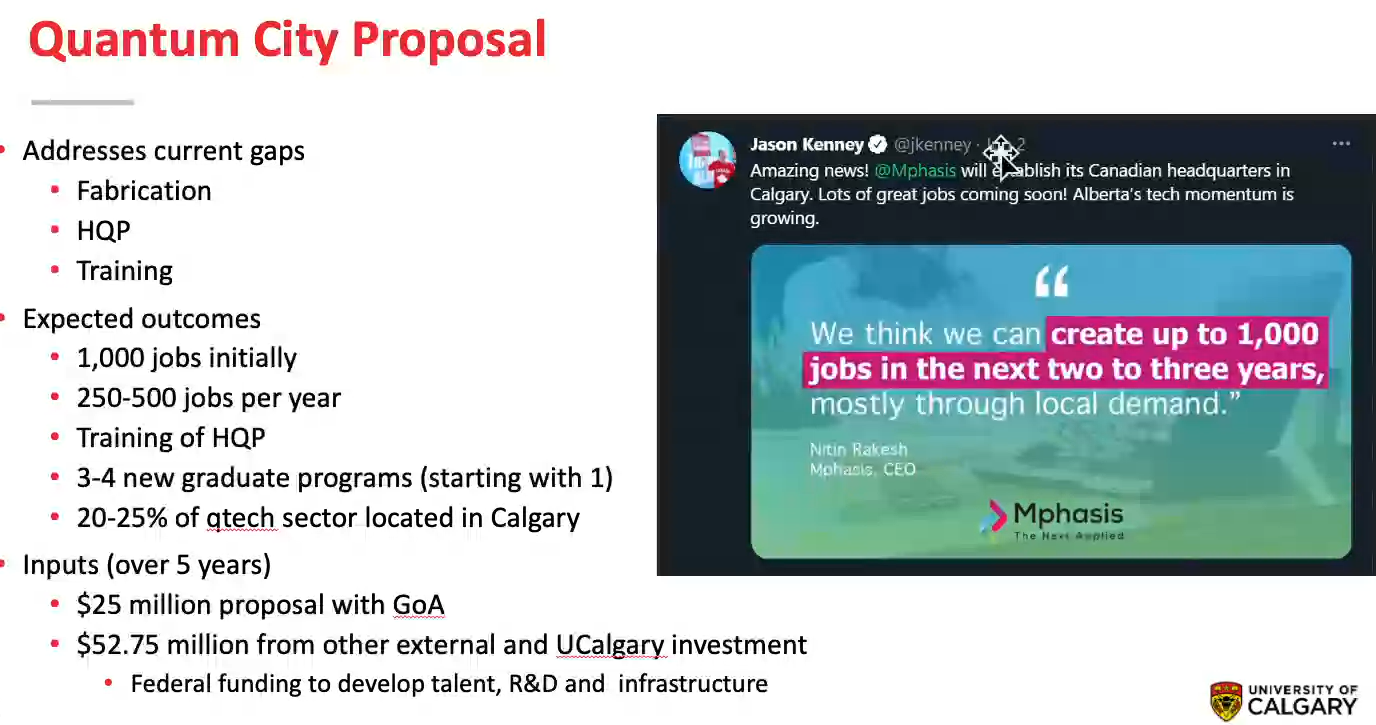 Quantum City Proposal
Addresses current gaps
Fabrication
HQP
Training
Expected outcomes
1,000 jobs initially
250-500 jobs per year
Training of HQP
3-4 new graduate programs (starting with 1)
20-25% of qtech sector located in Calgary
Inputs (over 5 years)
$25 million proposal with GoA
$52.75 million from other external and UCalgary investment
Federal funding to develop talent, R&D and infrastructure
Jason Kenney @jkenney · 2
Amazing news! @Mphasis will establish its Canadian headquarters in
Calgary. Lots of great jobs coming soon! Alberta's tech momentum is
growing.
“
We think we can create up to 1,000
jobs in the next two to three years,
mostly through local demand.”
Nitin Rakesh
Mphasis, CEO
Mphasis
The Next Applied
UNIVERSITY OF
CALGARY